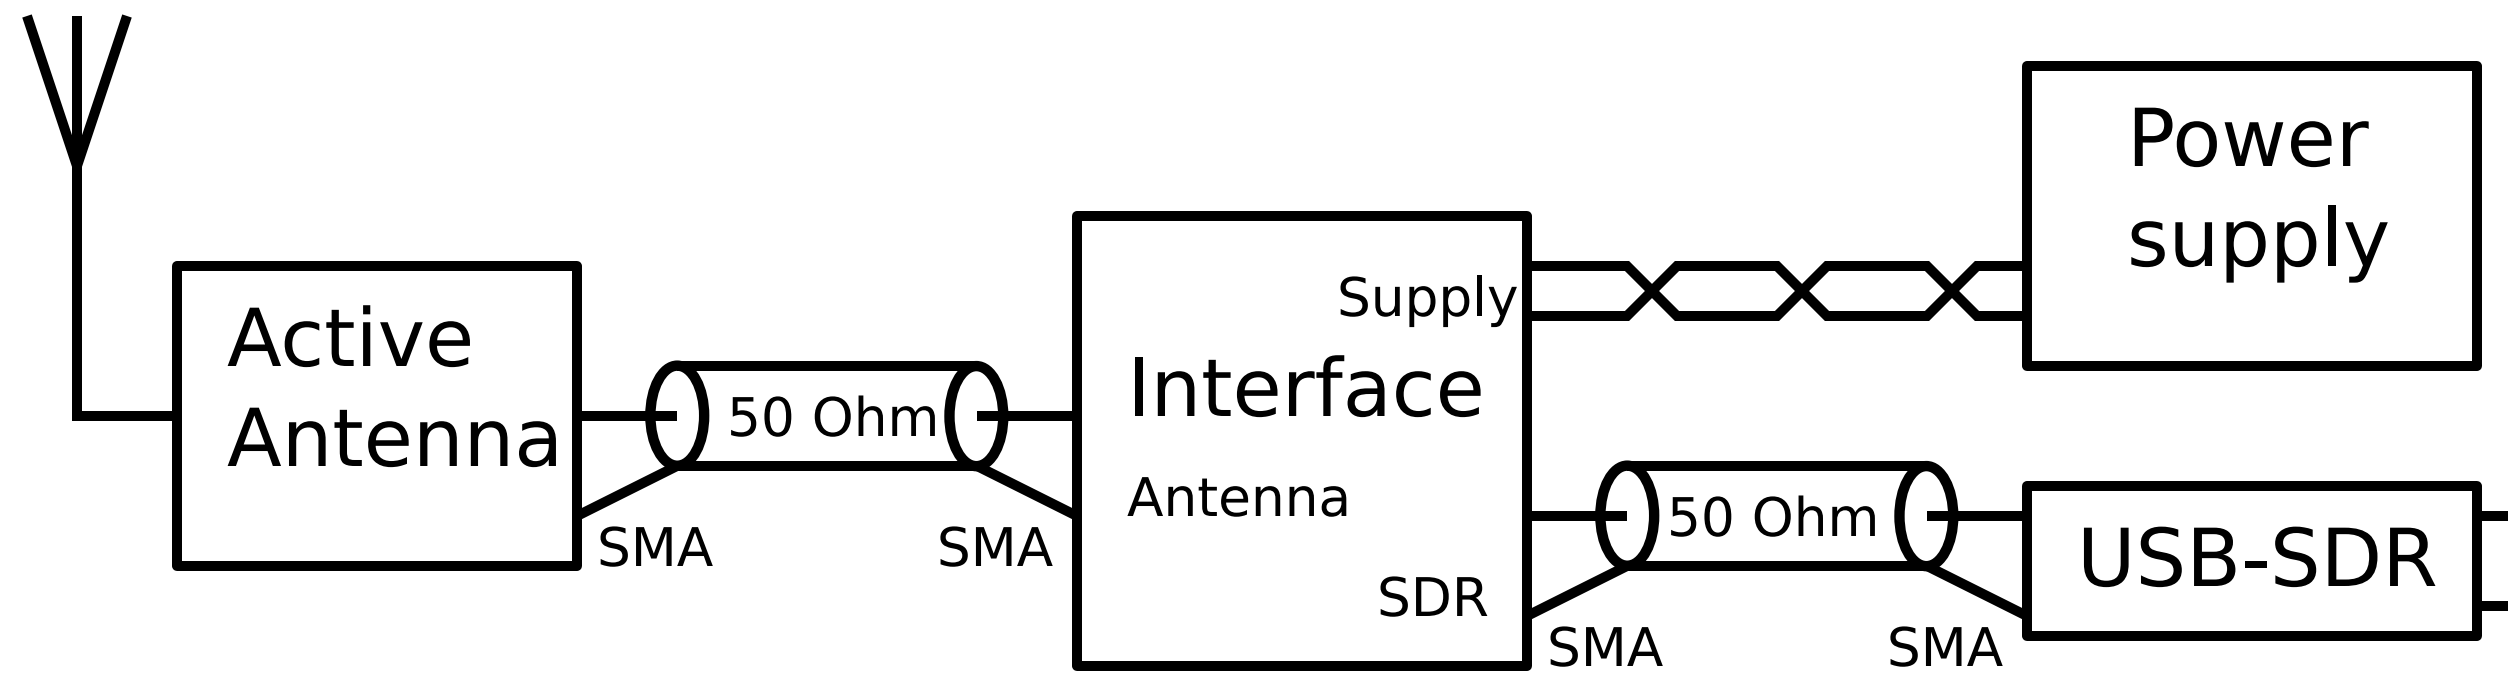 Active
Antenna
50 Ohm
SMA
SMA
Supply
Interface
Antenna
SDR
Power
supply
50 Ohm
SMA
SMA
USB-SDR